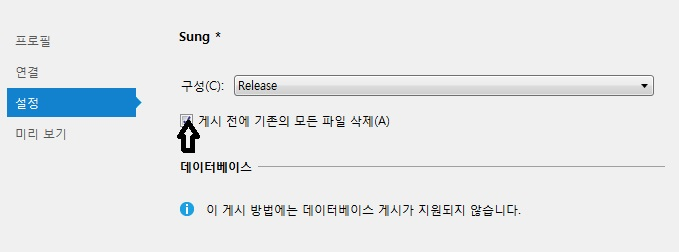 Sung *
프로필
연결
설정
미리 보기
구성(C): Release
게시 전에 기존의 모든 파일 삭제(A)
데이터베이스
이 게시 방법에는 데이터베이스 게시가 지원되지 않습니다.